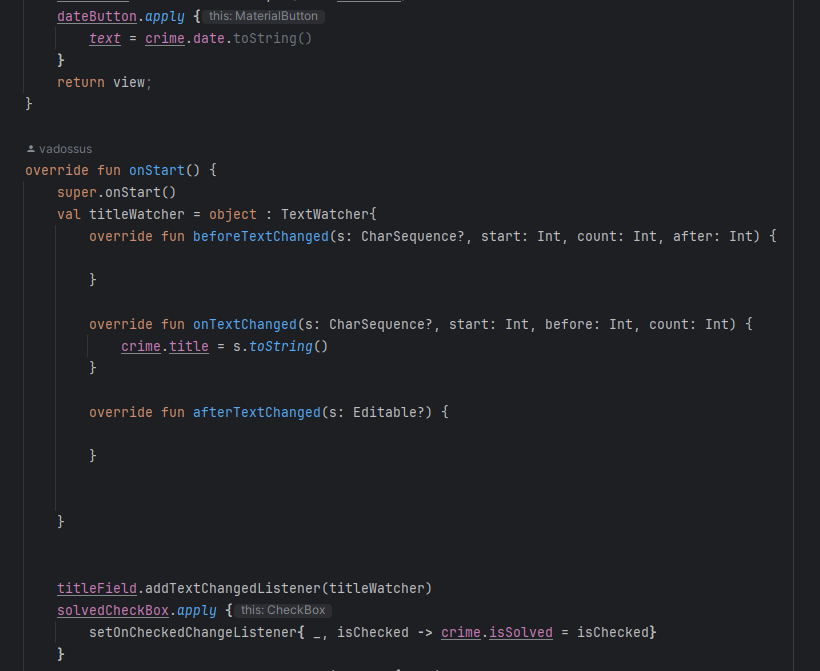 dateButton.apply { this: MaterialButton
text = crime.date.toString()
}
return view;
}
vadossus
override fun onStart() {
super.onStart()
val titleWatcher = object : TextWatcher{
override fun beforeTextChanged(s: CharSequence?, start: Int, count: Int, after: Int) {
}
override fun onTextChanged(s: CharSequence?, start: Int, before: Int, count: Int) {
crime.title = s.toString()
}
override fun afterTextChanged(s: Editable?) {
}
}
titleField.addTextChangedListener(titleWatcher)
solvedCheckBox.apply { this: CheckBox
setOnCheckedChangeListener{ _, isChecked -> crime.isSolved = isChecked}
}